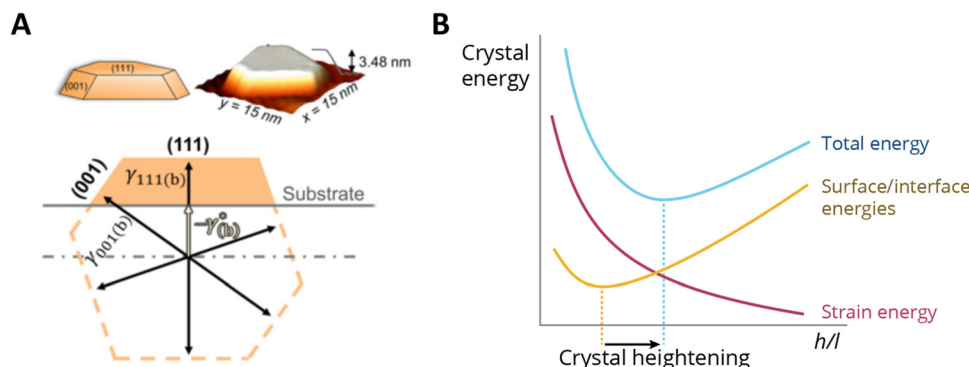 A
(111)
(001)
3.48 nm
y = 15 nm
x = 15 nm
(111)
(001)
γ111(b)
Substrate
γ001(b)
−γ*(b)
B
Crystal
energy
Total energy
Surface/interface
energies
Strain energy
h/l
Crystal heightening